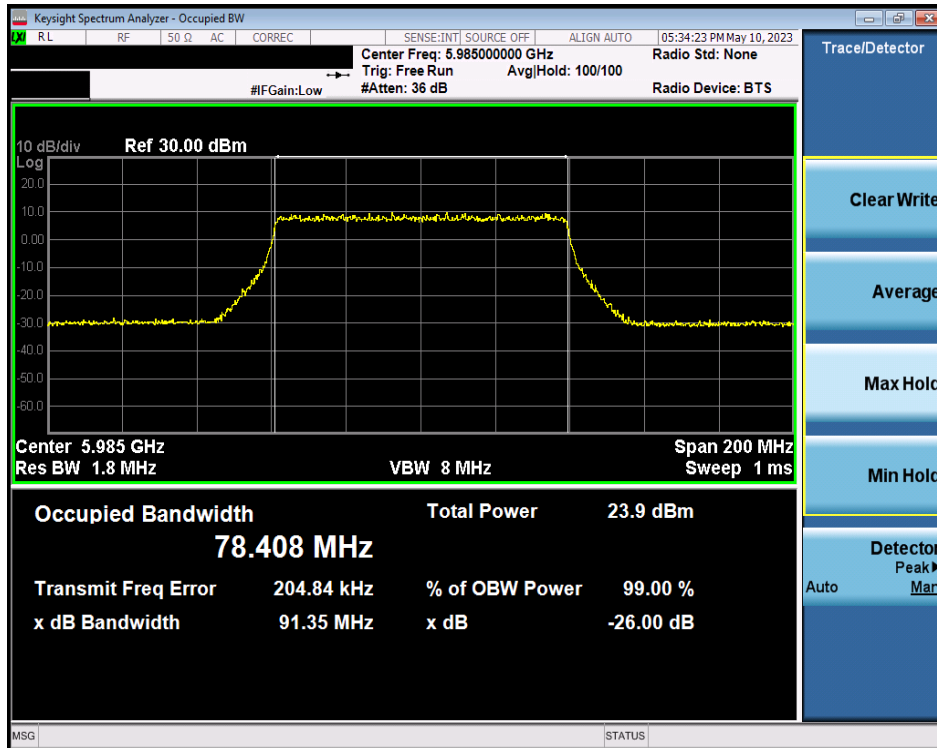 Keysight Spectrum Analyzer - Occupied BW
LXI RL RF 50 Ω AC CORREC SENSE:INT SOURCE OFF ALIGN AUTO 05:34:23 PM May 10, 2023
Center Freq: 5.985000000 GHz Radio Std: None
Trig: Free Run Avg|Hold: 100/100
#IFGain:Low #Atten: 36 dB Radio Device: BTS
Trace/Detector
10 dB/div Ref 30.00 dBm
Log
20.0
10.0
0.00
-10.0
-20.0
-30.0
-40.0
-50.0
-60.0
Center 5.985 GHz Span 200 MHz
Res BW 1.8 MHz VBW 8 MHz Sweep 1 ms
Occupied Bandwidth Total Power 23.9 dBm
78.408 MHz
Transmit Freq Error 204.84 kHz % of OBW Power 99.00 %
x dB Bandwidth 91.35 MHz x dB -26.00 dB
Clear Write
Average
Max Hold
Min Hold
Detector
Peak▶
Auto Man
MSG STATUS